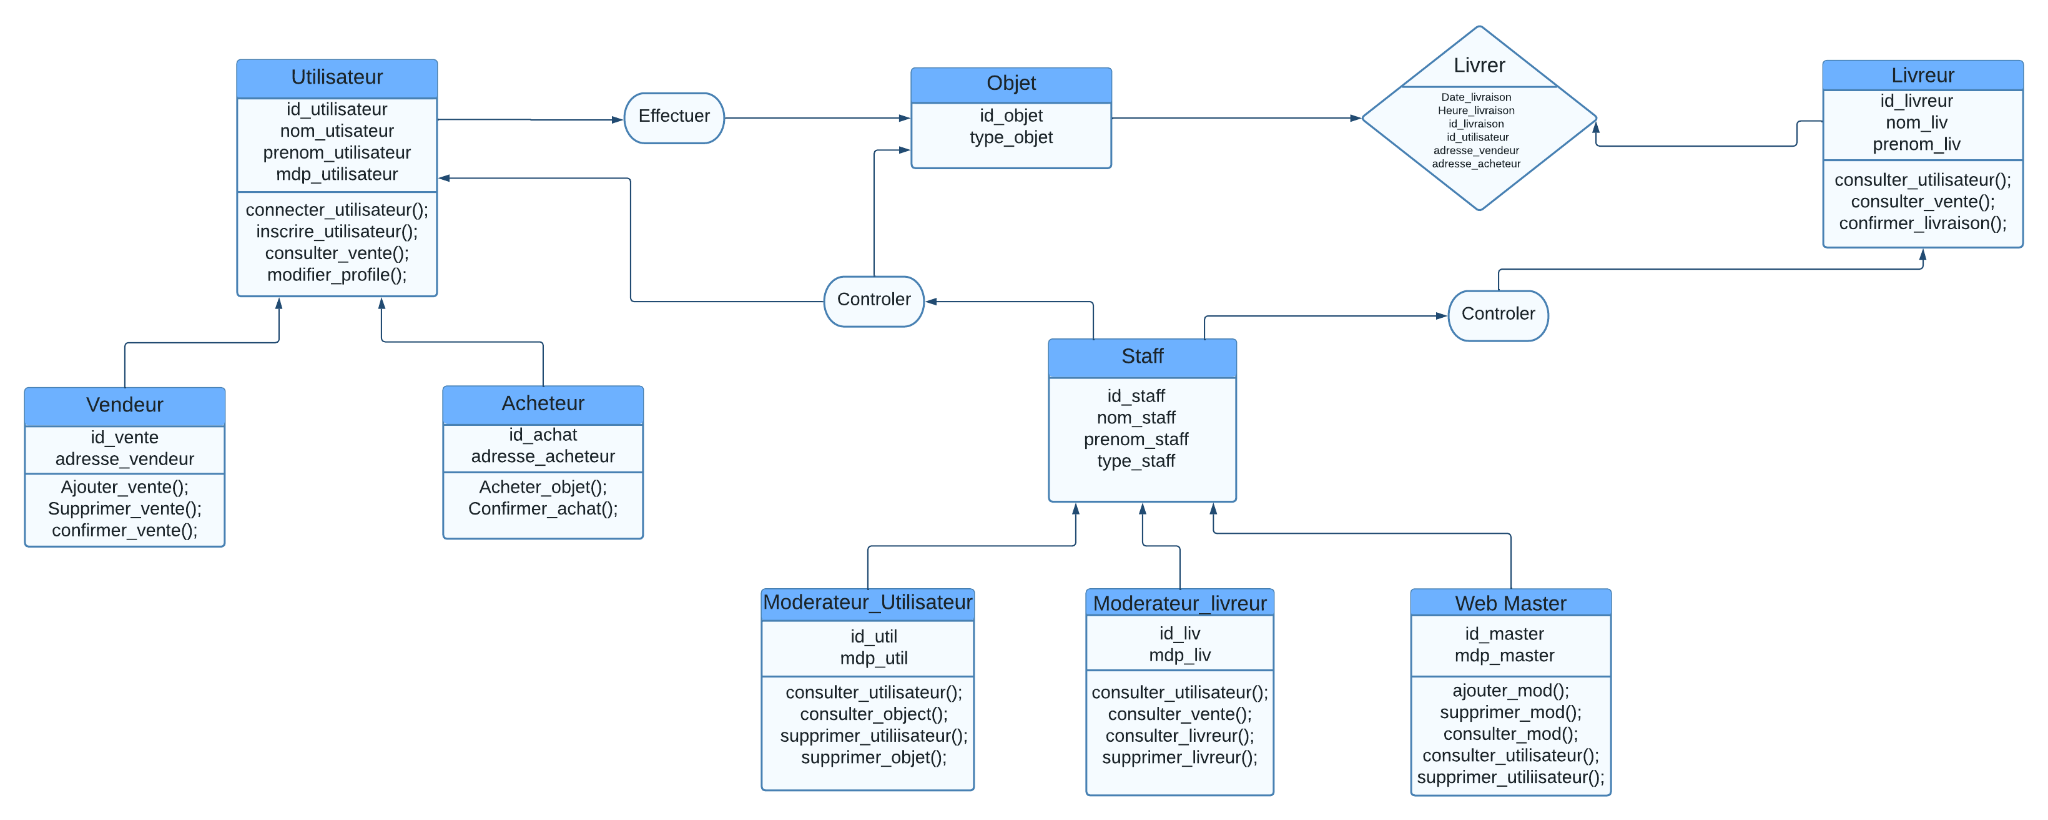 Utilisateur
id_utilisateur
nom_utisateur
prenom_utilisateur
mdp_utilisateur
connecter_utilisateur();
inscrire_utilisateur();
consulter_vente();
modifier_profile();
Effectuer
Objet
id_objet
type_objet
Livrer
Date_livraison
Heure_livraison
id_livraison
id_utilisateur
adresse_vendeur
adresse_acheteur
Livreur
id_livreur
nom_liv
prenom_liv
consulter_utilisateur();
consulter_vente();
confirmer_livraison();
Controler
Controler
Vendeur
id_vente
adresse_vendeur
Ajouter_vente();
Supprimer_vente();
confirmer_vente();
Acheteur
id_achat
adresse_acheteur
Acheter_objet();
Confirmer_achat();
Staff
id_staff
nom_staff
prenom_staff
type_staff
Moderateur_Utilisateur
id_util
mdp_util
consulter_utilisateur();
consulter_object();
supprimer_utiliisateur();
supprimer_objet();
Moderateur_livreur
id_liv
mdp_liv
consulter_utilisateur();
consulter_vente();
consulter_livreur();
supprimer_livreur();
Web Master
id_master
mdp_master
ajouter_mod();
supprimer_mod();
consulter_mod();
consulter_utilisateur();
supprimer_utiliisateur();